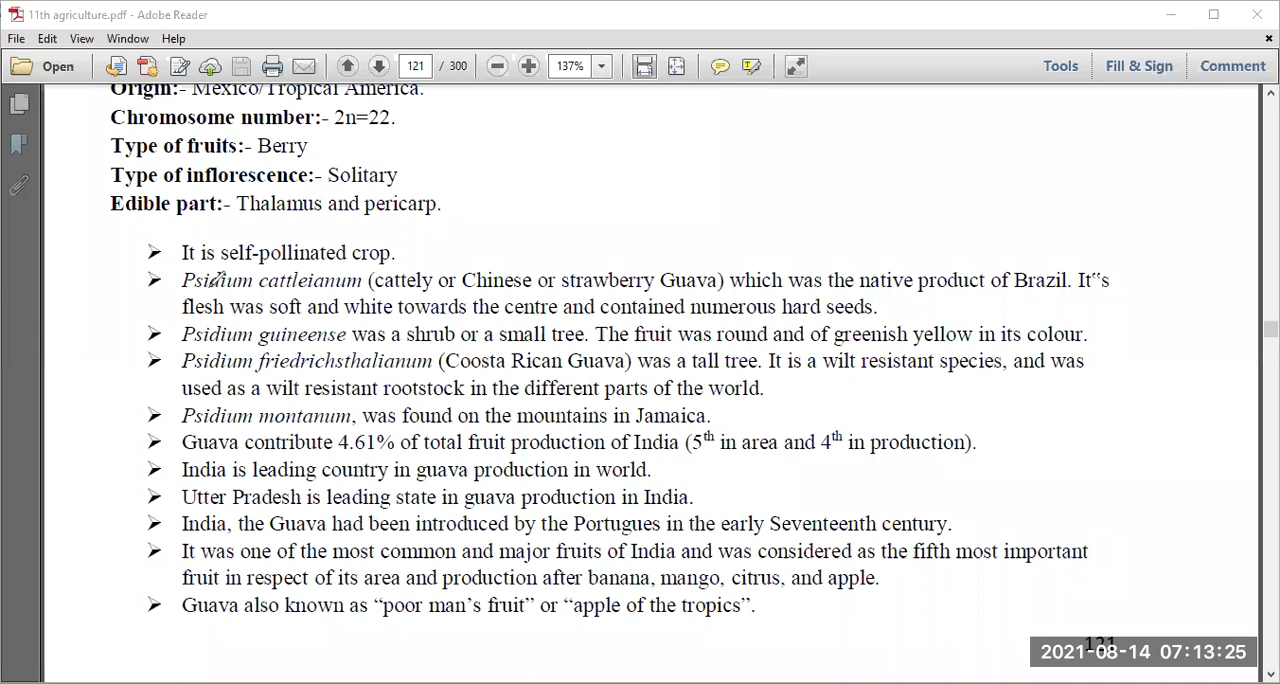 11th agriculture.pdf - Adobe Reader
File Edit View Window Help
Open 121 / 300 137% Tools Fill & Sign Comment
Origin:- Mexico/Tropical America.
Chromosome number:- 2n=22.
Type of fruits:- Berry
Type of inflorescence:- Solitary
Edible part:- Thalamus and pericarp.
➢ It is self-pollinated crop.
➢ Psidium cattleianum (cattely or Chinese or strawberry Guava) which was the native product of Brazil. It‟s
flesh was soft and white towards the centre and contained numerous hard seeds.
➢ Psidium guineense was a shrub or a small tree. The fruit was round and of greenish yellow in its colour.
➢ Psidium friedrichsthalianum (Coosta Rican Guava) was a tall tree. It is a wilt resistant species, and was
used as a wilt resistant rootstock in the different parts of the world.
➢ Psidium montanum, was found on the mountains in Jamaica.
➢ Guava contribute 4.61% of total fruit production of India (5th in area and 4th in production).
➢ India is leading country in guava production in world.
➢ Utter Pradesh is leading state in guava production in India.
➢ India, the Guava had been introduced by the Portugues in the early Seventeenth century.
➢ It was one of the most common and major fruits of India and was considered as the fifth most important
fruit in respect of its area and production after banana, mango, citrus, and apple.
➢ Guava also known as “poor man’s fruit” or “apple of the tropics”.
121
2021-08-14 07:13:25